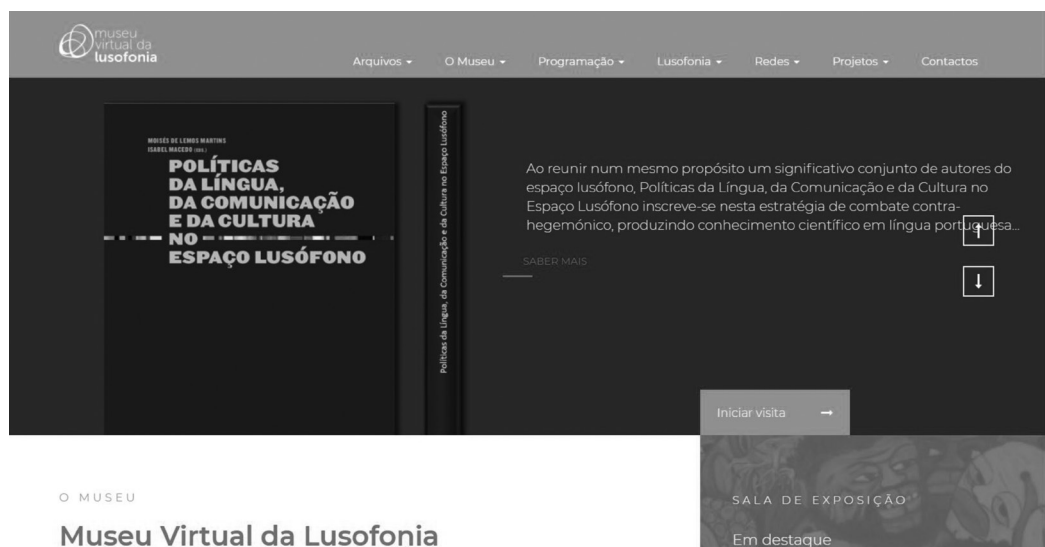 museu
virtual da
lusofonia
Arquivos
O Museu
Programação
Lusofonia
Redes
Projetos
Contactos
MOISÉS DE LEMOS MARTINS
ISABEL MACEDO (EDS.)
POLÍTICAS
DA LÍNGUA,
DA COMUNICAÇÃO
E DA CULTURA
NO
ESPAÇO LUSÓFONO
Políticas da Língua, da Comunicação e da Cultura no Espaço Lusófono
Ao reunir num mesmo propósito um significativo conjunto de autores do
espaço lusófono, Políticas da Língua, da Comunicação e da Cultura no
Espaço Lusófono inscreve-se nesta estratégia de combate contra-
hegemónico, produzindo conhecimento científico em língua portuguesa...
SABER MAIS
Iniciar visita
O MUSEU
Museu Virtual da Lusofonia
SALA DE EXPOSIÇÃO
Em destaque